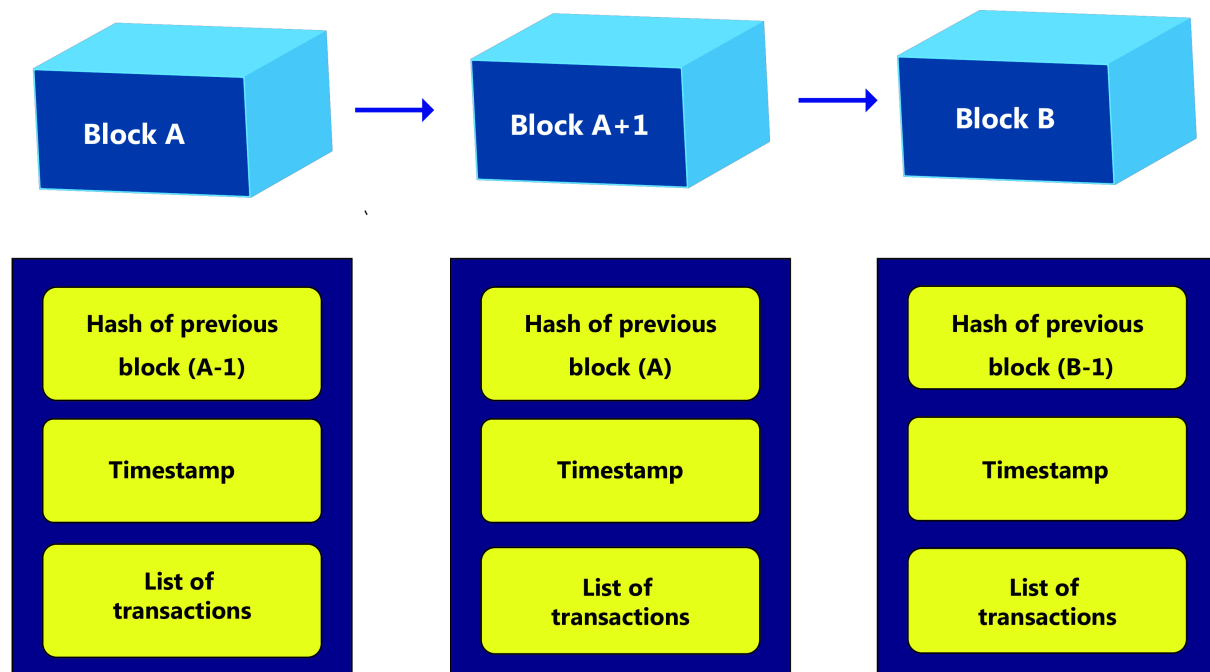 Block A
Block A+1
Block B
Hash of previous
block (A-1)
Timestamp
List of
transactions
Hash of previous
block (A)
Timestamp
List of
transactions
Hash of previous
block (B-1)
Timestamp
List of
transactions